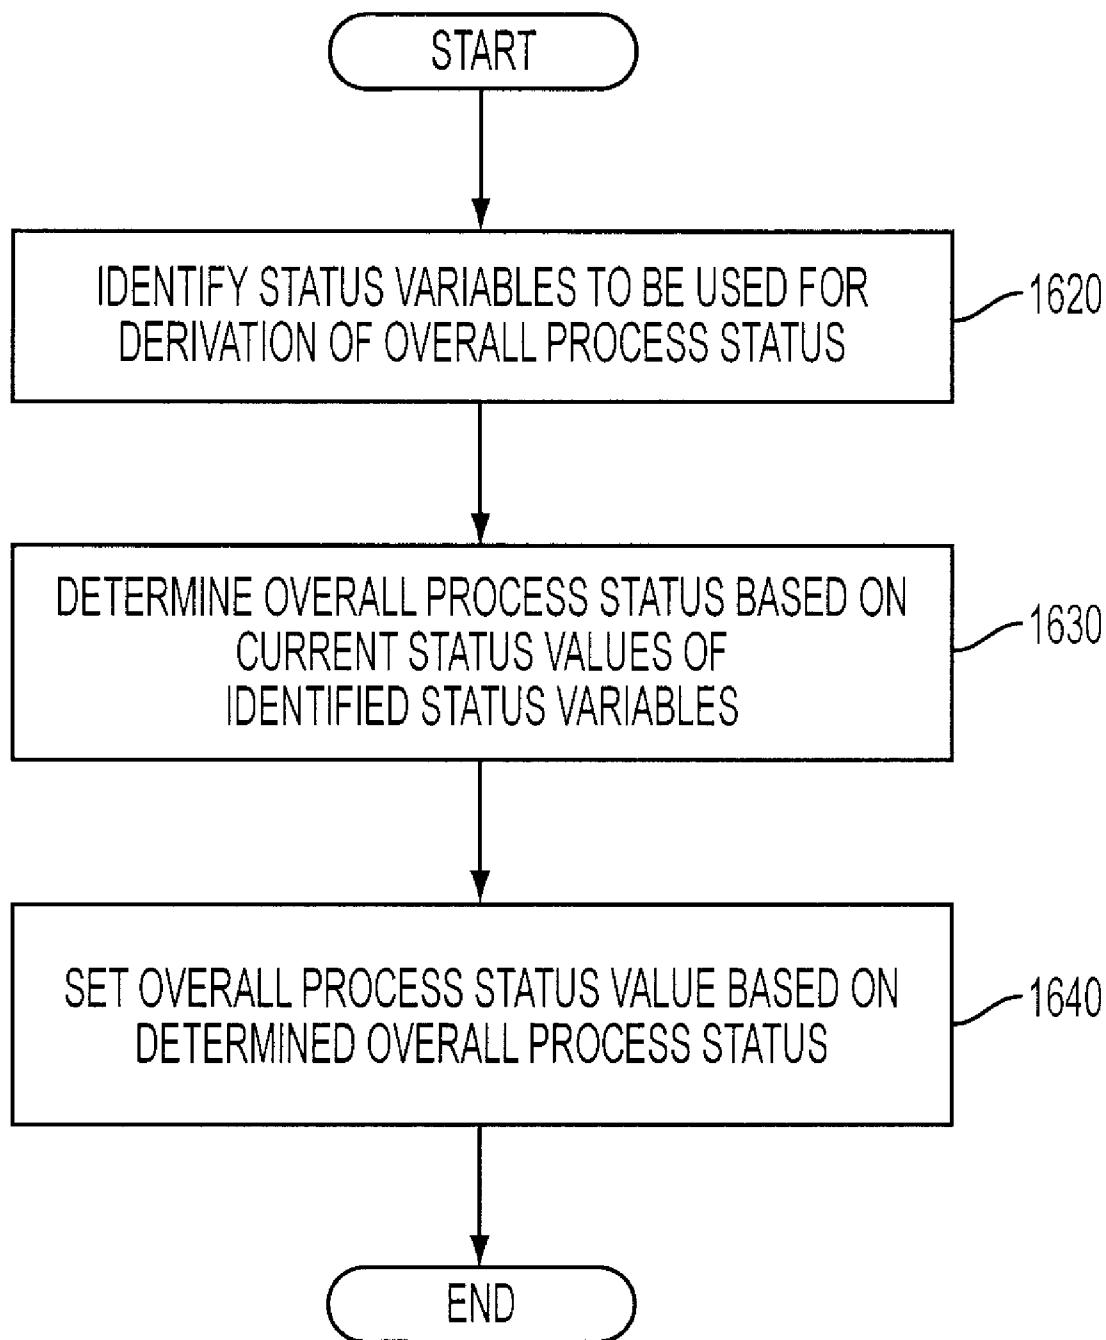 START
IDENTIFY STATUS VARIABLES TO BE USED FOR
DERIVATION OF OVERALL PROCESS STATUS
1620
DETERMINE OVERALL PROCESS STATUS BASED ON
CURRENT STATUS VALUES OF
IDENTIFIED STATUS VARIABLES
1630
SET OVERALL PROCESS STATUS VALUE BASED ON
DETERMINED OVERALL PROCESS STATUS
1640
END